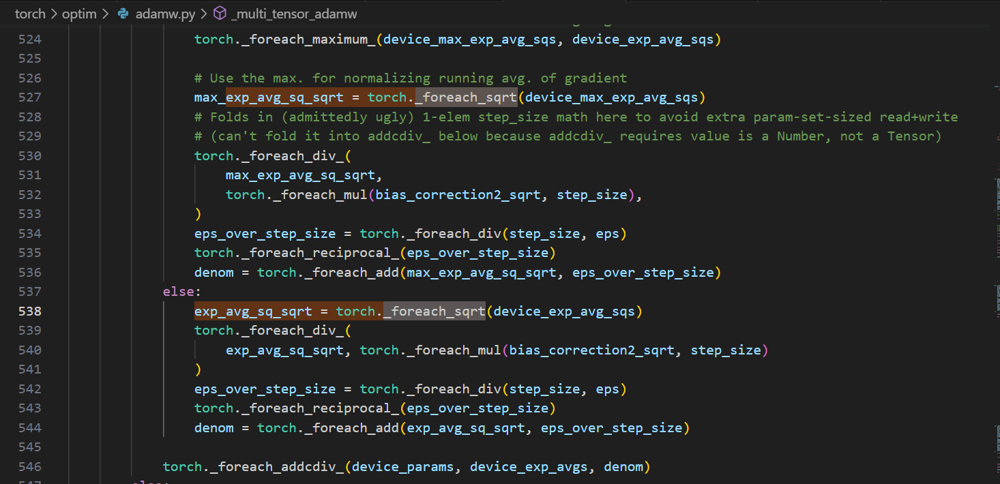 torch > optim > adamw.py > _multi_tensor_adamw
524 torch._foreach_maximum_(device_max_exp_avg_sqs, device_exp_avg_sqs)
525
526 # Use the max. for normalizing running avg. of gradient
527 max_exp_avg_sq_sqrt = torch._foreach_sqrt(device_max_exp_avg_sqs)
528 # Folds in (admittedly ugly) 1-elem step_size math here to avoid extra param-set-sized read+write
529 # (can't fold it into addcdiv_ below because addcdiv_ requires value is a Number, not a Tensor)
530 torch._foreach_div_(
531 max_exp_avg_sq_sqrt,
532 torch._foreach_mul(bias_correction2_sqrt, step_size),
533 )
534 eps_over_step_size = torch._foreach_div(step_size, eps)
535 torch._foreach_reciprocal_(eps_over_step_size)
536 denom = torch._foreach_add(max_exp_avg_sq_sqrt, eps_over_step_size)
537 else:
538 exp_avg_sq_sqrt = torch._foreach_sqrt(device_exp_avg_sqs)
539 torch._foreach_div_(
540 exp_avg_sq_sqrt, torch._foreach_mul(bias_correction2_sqrt, step_size)
541 )
542 eps_over_step_size = torch._foreach_div(step_size, eps)
543 torch._foreach_reciprocal_(eps_over_step_size)
544 denom = torch._foreach_add(exp_avg_sq_sqrt, eps_over_step_size)
545
546 torch._foreach_addcdiv_(device_params, device_exp_avgs, denom)